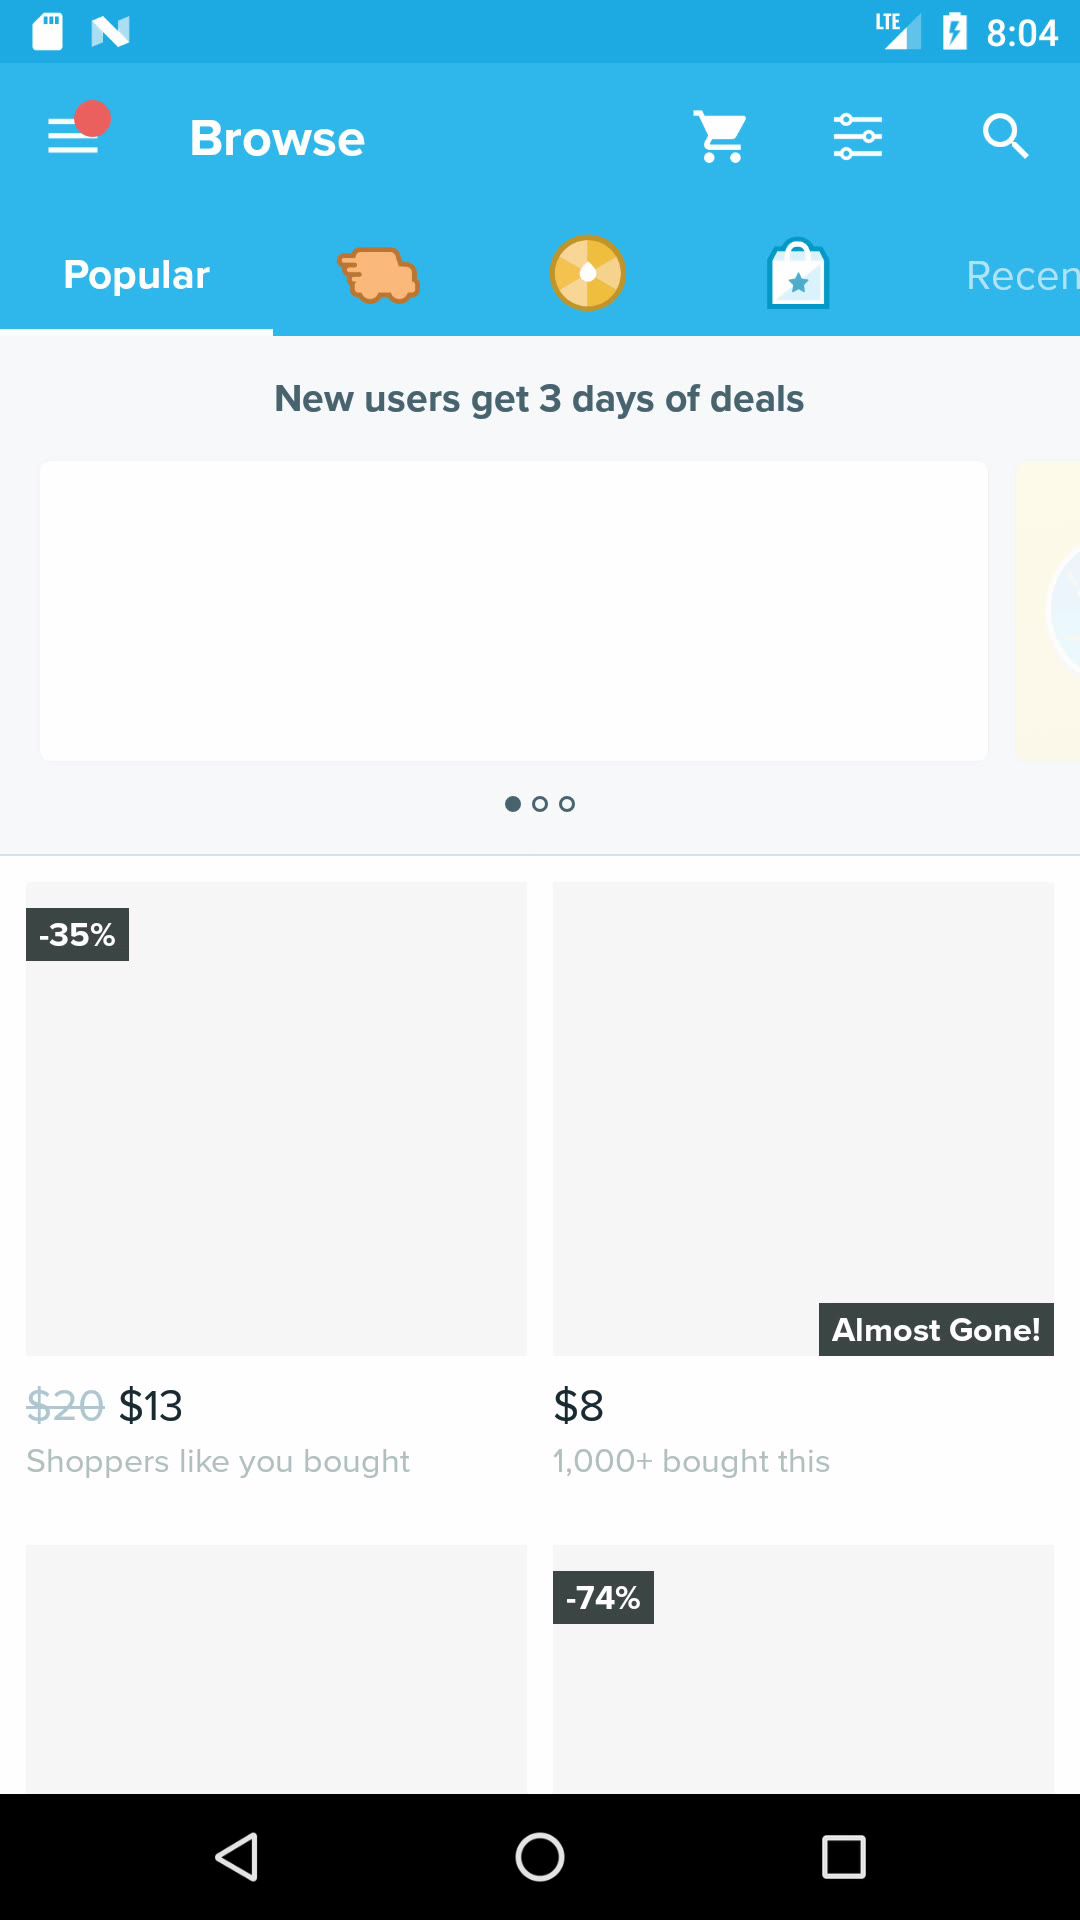 LTE 8:04
Browse
Popular Recen
New users get 3 days of deals
-35%
Almost Gone!
$20 $13 $8
Shoppers like you bought 1,000+ bought this
-74%